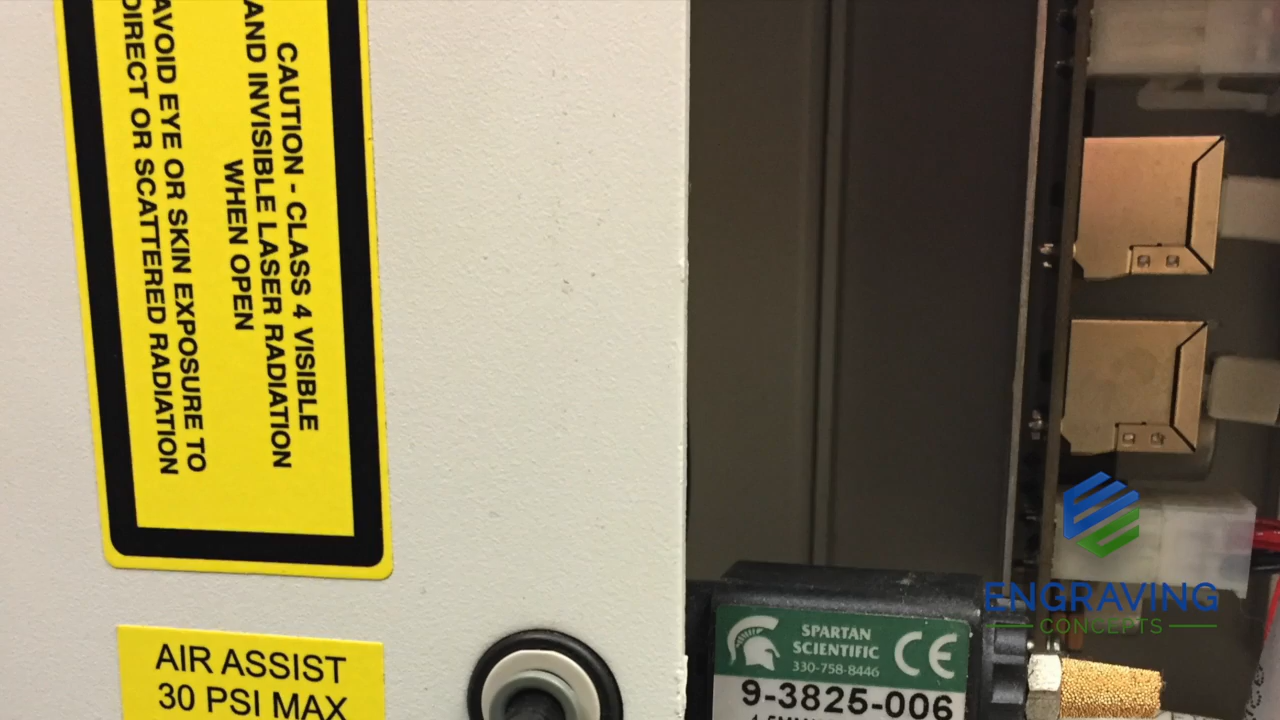 CAUTION - CLASS 4 VISIBLE
AND INVISIBLE LASER RADIATION
WHEN OPEN
AVOID EYE OR SKIN EXPOSURE TO
DIRECT OR SCATTERED RADIATION
AIR ASSIST
30 PSI MAX
SPARTAN
SCIENTIFIC
330-758-8446
CE
9-3825-006
ENGRAVING
CONCEPTS